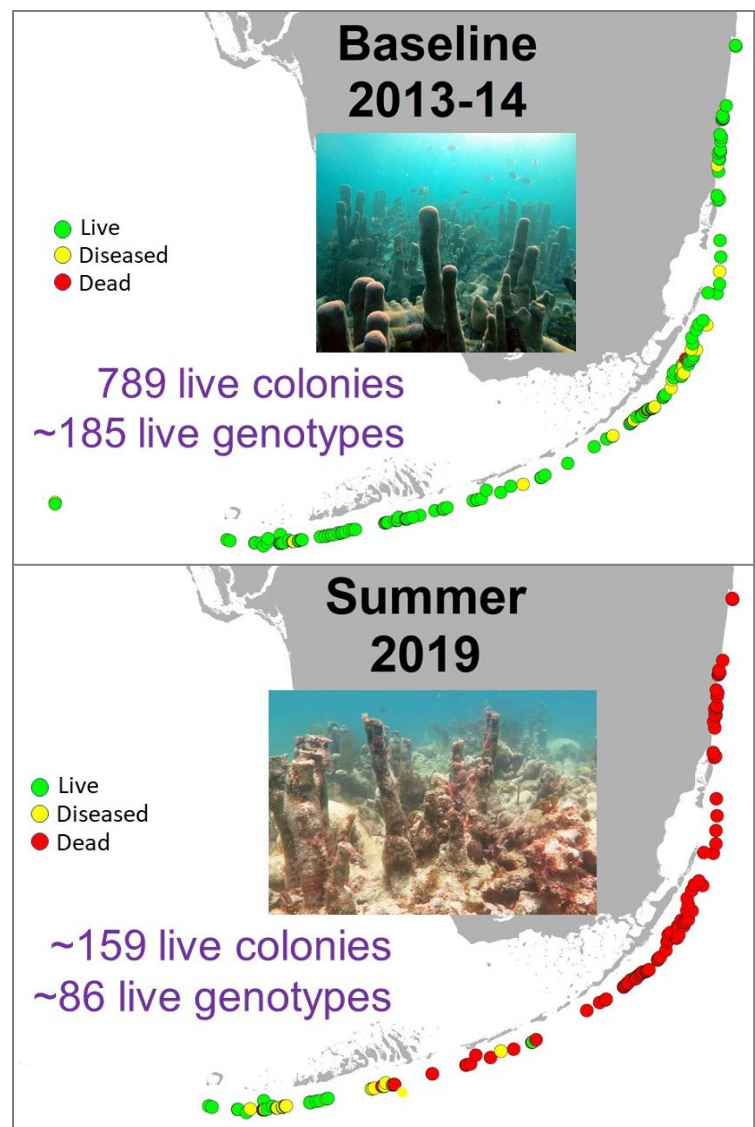 Baseline
2013-14
Live
Diseased
Dead
789 live colonies
~185 live genotypes
Summer
2019
Live
Diseased
Dead
~159 live colonies
~86 live genotypes